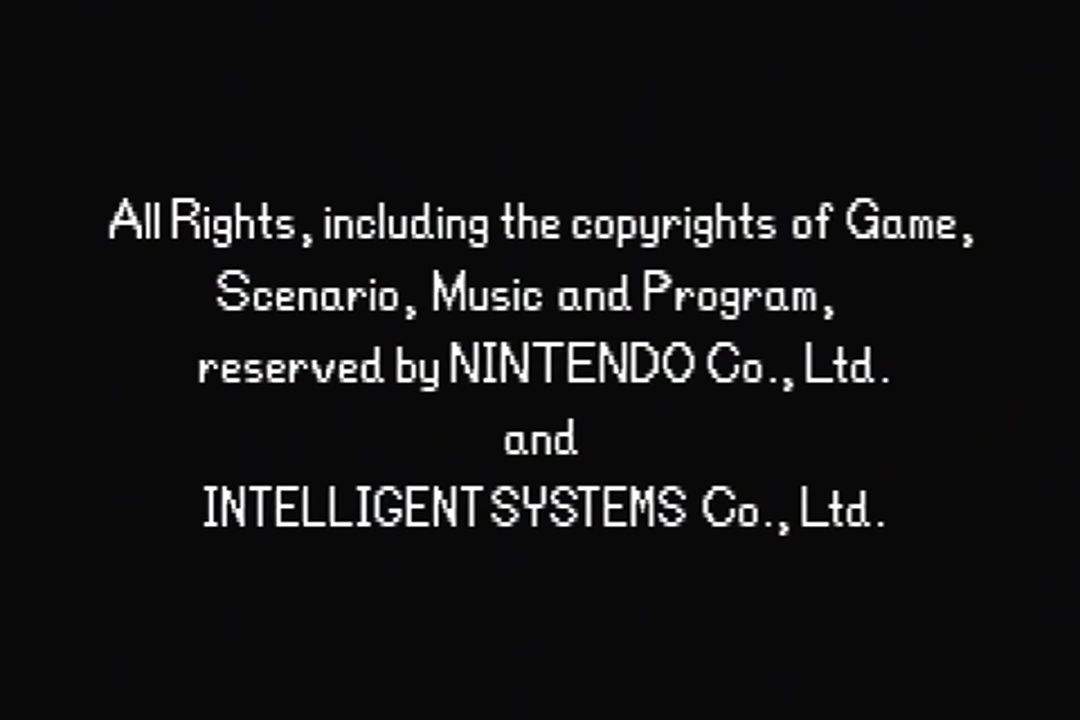 All Rights, including the copyrights of Game,
Scenario, Music and Program,
reserved by NINTENDO Co., Ltd.
and
INTELLIGENT SYSTEMS Co., Ltd.